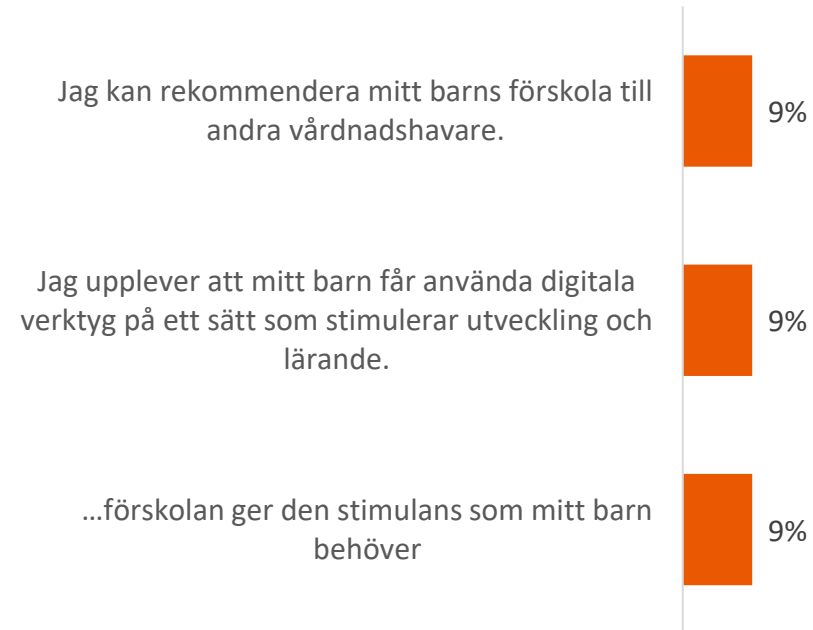 Jag kan rekommendera mitt barns förskola till
andra vårdnadshavare.
9%
Jag upplever att mitt barn får använda digitala
verktyg på ett sätt som stimulerar utveckling och
lärande.
9%
...förskolan ger den stimulans som mitt barn
behöver
9%